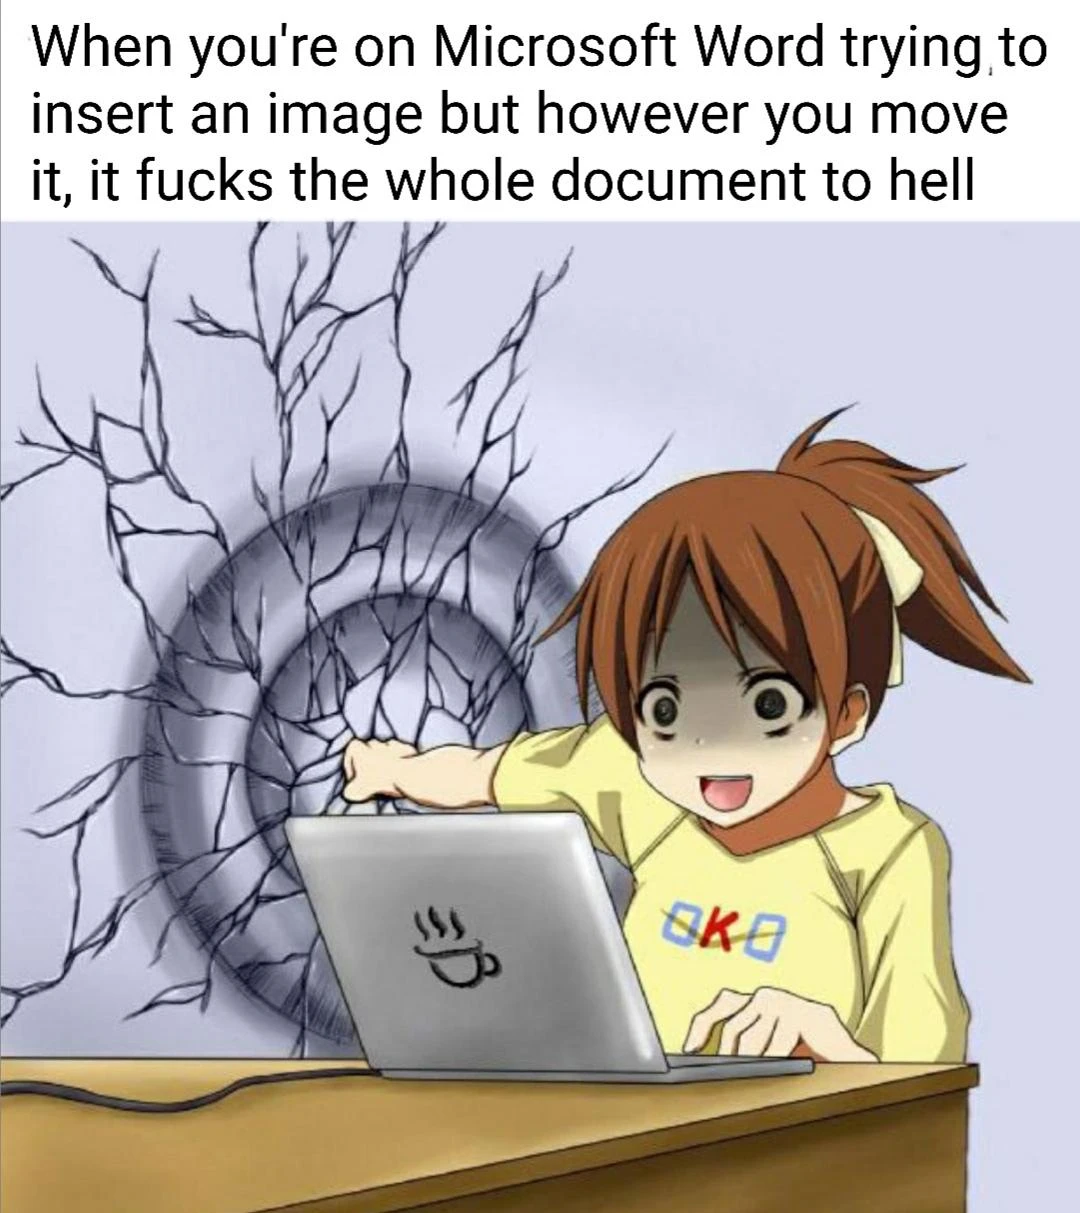 When you're on Microsoft Word trying to
insert an image but however you move
it, it fucks the whole document to hell
OKO